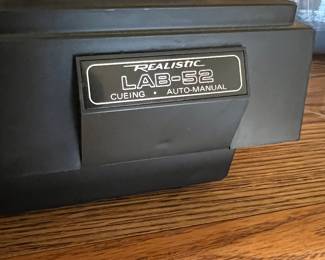 REALISTIC
LAB-52
CUEING • AUTO-MANUAL